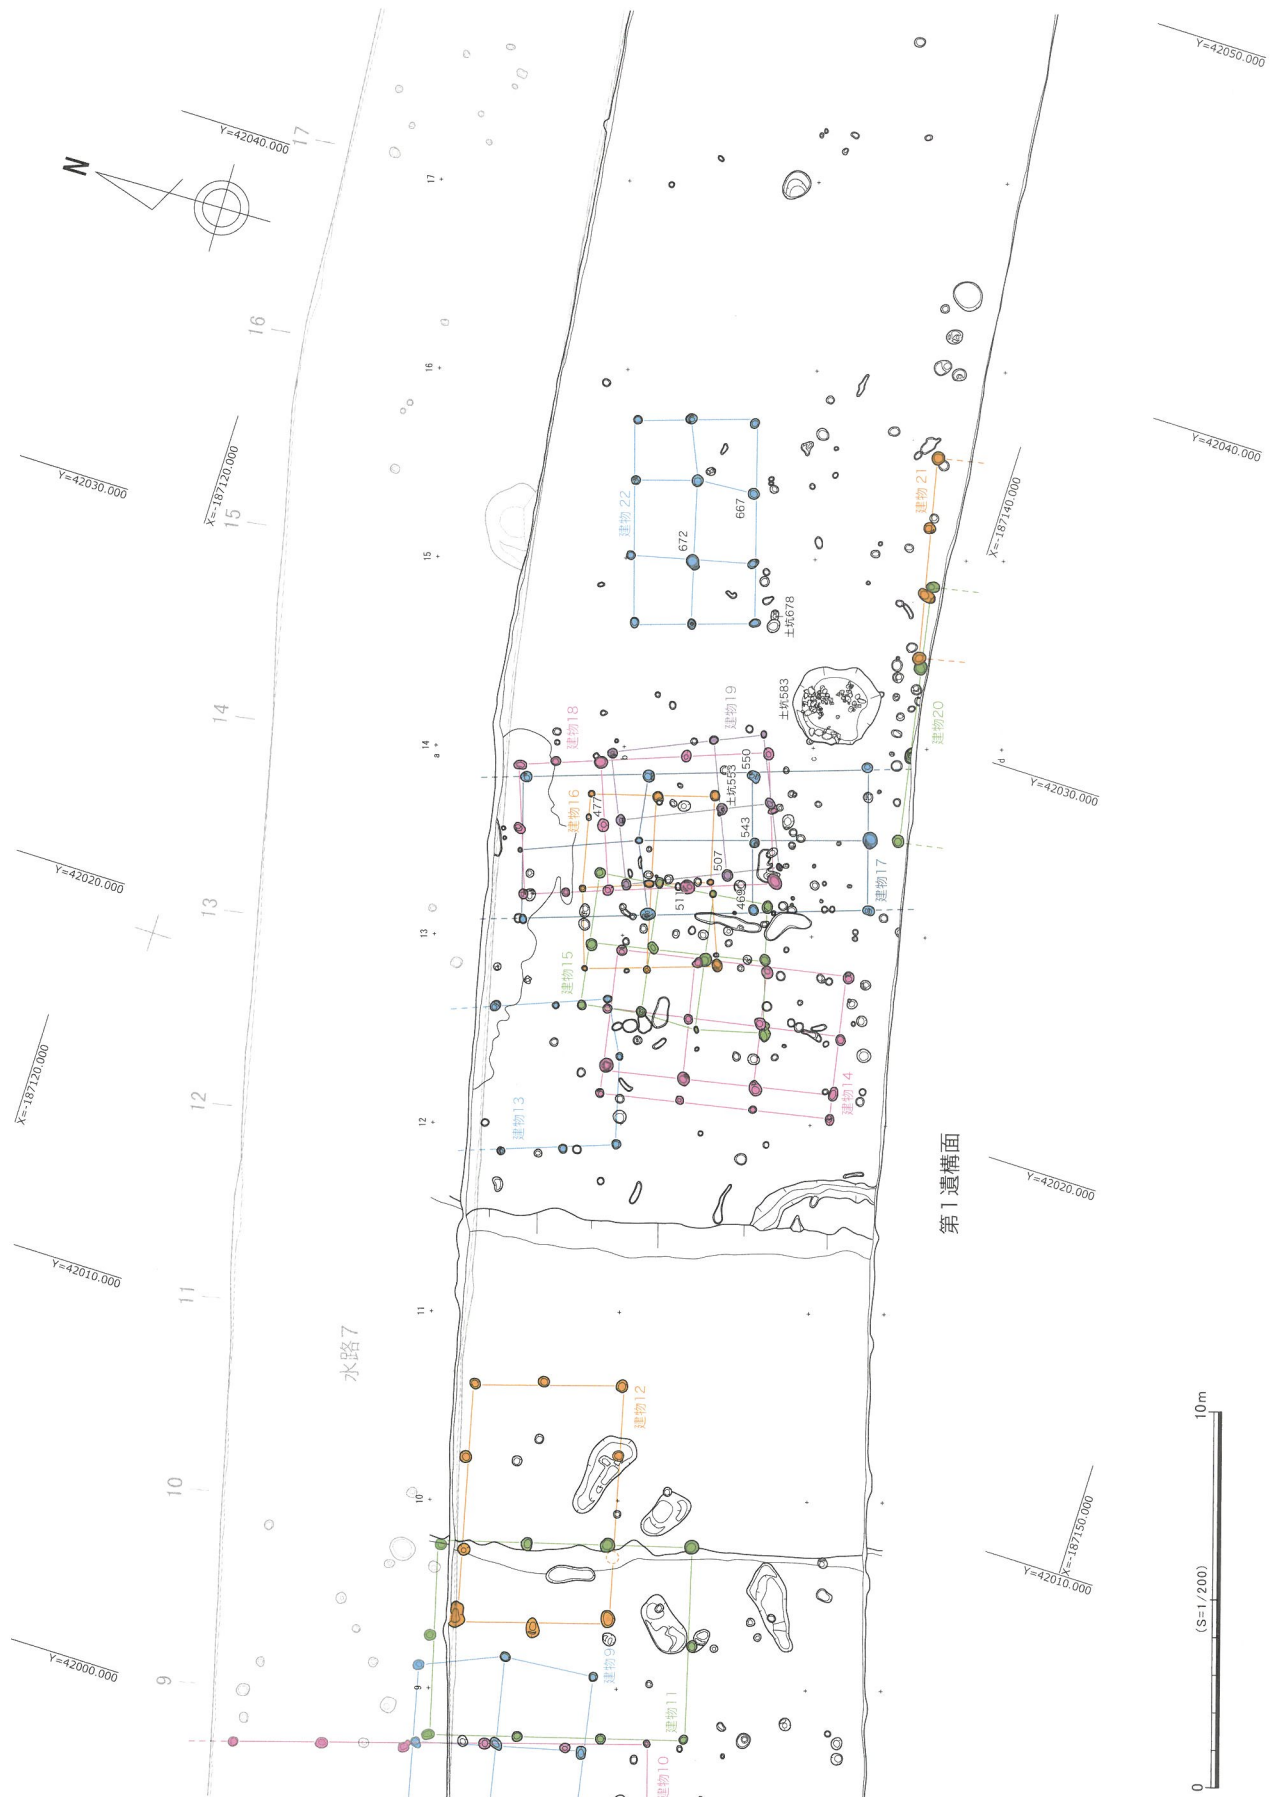 Y=42050.000
Y=42040.000
17
N
17
16
16
Y=42040.000
Y=42030.000
X=-187120.000
15
建物 22
15
672
667
建物 21
X=-187140.000
土坑678
14
14
a
b
c
d
建物18
建物19
土坑583
建物20
建物16
477
土坑553
550
543
507
511
469
建物17
Y=42030.000
Y=42020.000
13
13
建物15
X=-187120.000
12
12
建物13
建物14
第1遺構面
Y=42020.000
Y=42010.000
11
11
水路7
建物12
10
10
10m
(S=1/200)
0
X=-187150.000
Y=42010.000
Y=42000.000
9
9
建物9
建物11
建物10